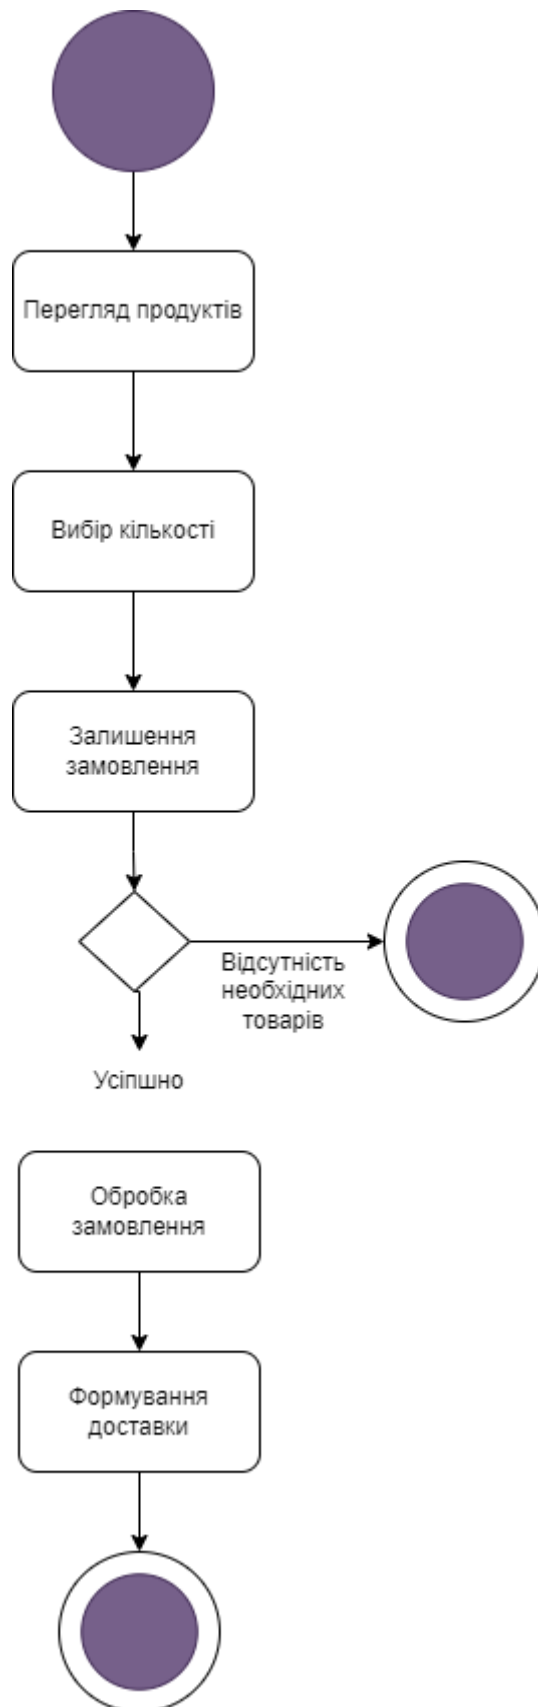 Перегляд продуктів
Вибір кількості
Залишення
замовлення
Відсутність
необхідних
товарів
Усіпшно
Обробка
замовлення
Формування
доставки